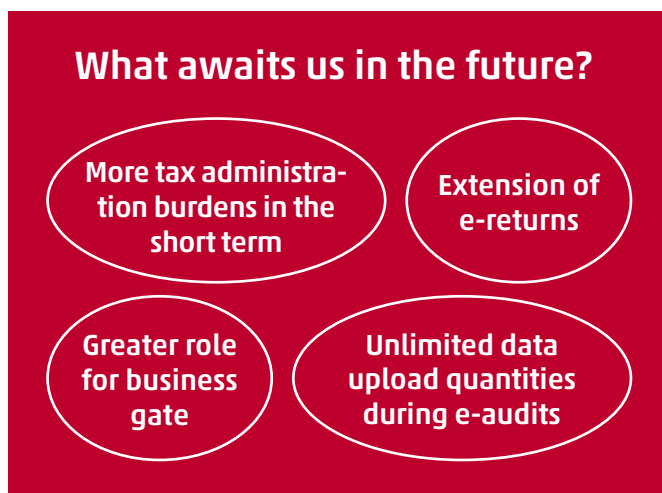 What awaits us in the future?
More tax administra-
tion burdens in the
short term
Extension of
e-returns
Greater role
for business
gate
Unlimited data
upload quantities
during e-audits